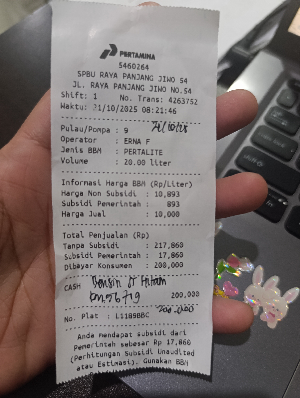 PERTAMINA
5460264
SPBU RAYA PANJANG JIWO 54
JL. RAYA PANJANG JIWO NO.54
Shift: 1 No. Trans: 4263752
Waktu: 21/10/2025 08:21:46
Pulau/Pompa : 9
Operator : ERNA F
Jenis BBM : PERTALITE
Volume : 20.00 liter
Informasi Harga BBM (Rp/Liter)
Harga Non Subsidi : 10,893
Subsidi Pemerintah : 893
Harga Jual : 10,000
Total Penjualan (Rp)
Tanpa Subsidi : 217,860
Subsidi Pemerintah : 17,860
Dibayar Konsumen : 200,000
CASH Bensin
200,000
No. Plat : L1189BBC 200.000
Anda mendapat subsidi dari
Pemerintah sebesar Rp 17,860
(Perhitungan Subsidi Unaudited
atau Estimasi). Gunakan BBM